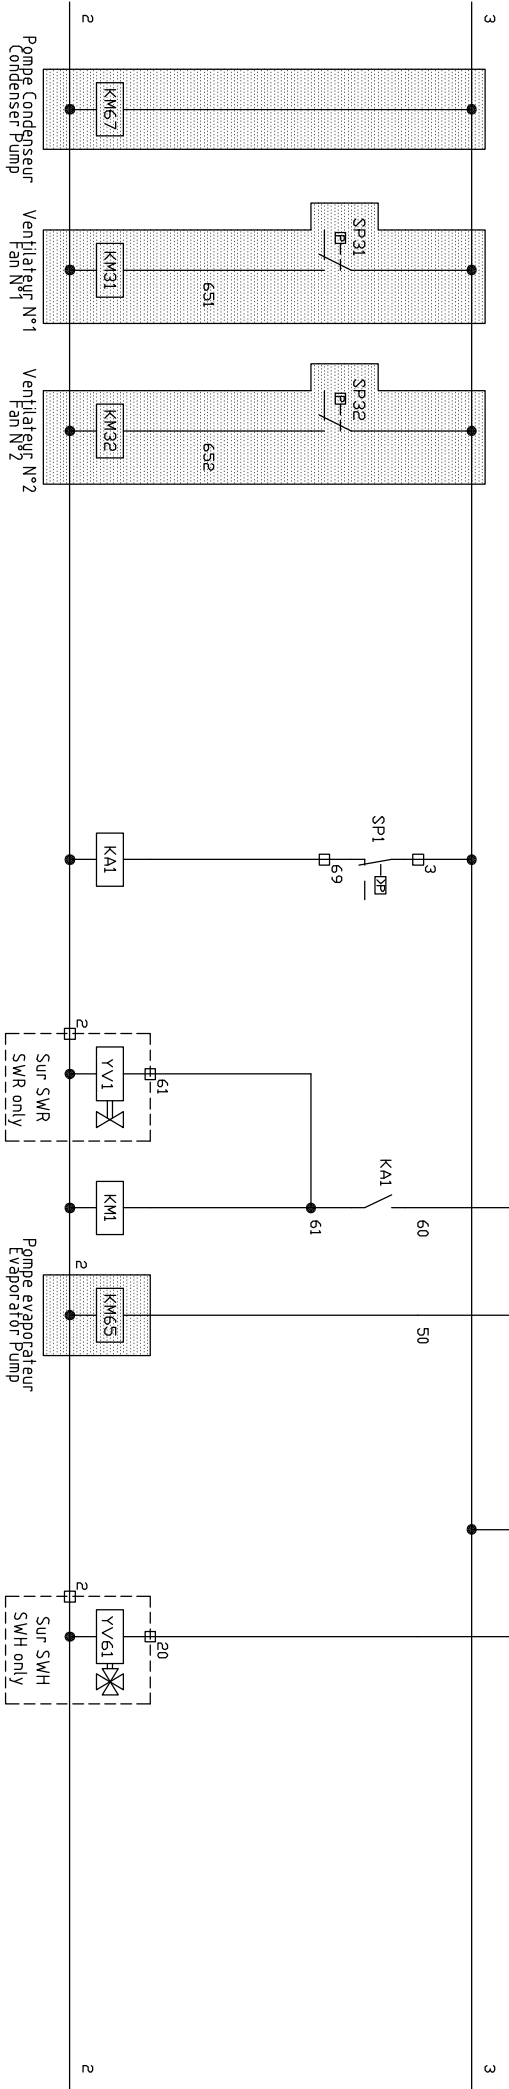 3
3
SP31
P
SP32
P
SP1
3
>P
69
KA1
60
61
50
651
652
61
20
KM67
KM31
KM32
KA1
YV1
KM1
KM65
YV61
2
2
2
2
2
Pompe Condenseur
Condenser Pump
Ventilateur N°1
Fan N°1
Ventilateur N°2
Fan N°2
Sur SWR
SWR only
Pompe evaporateur
Evaporator Pump
Sur SWH
SWH only